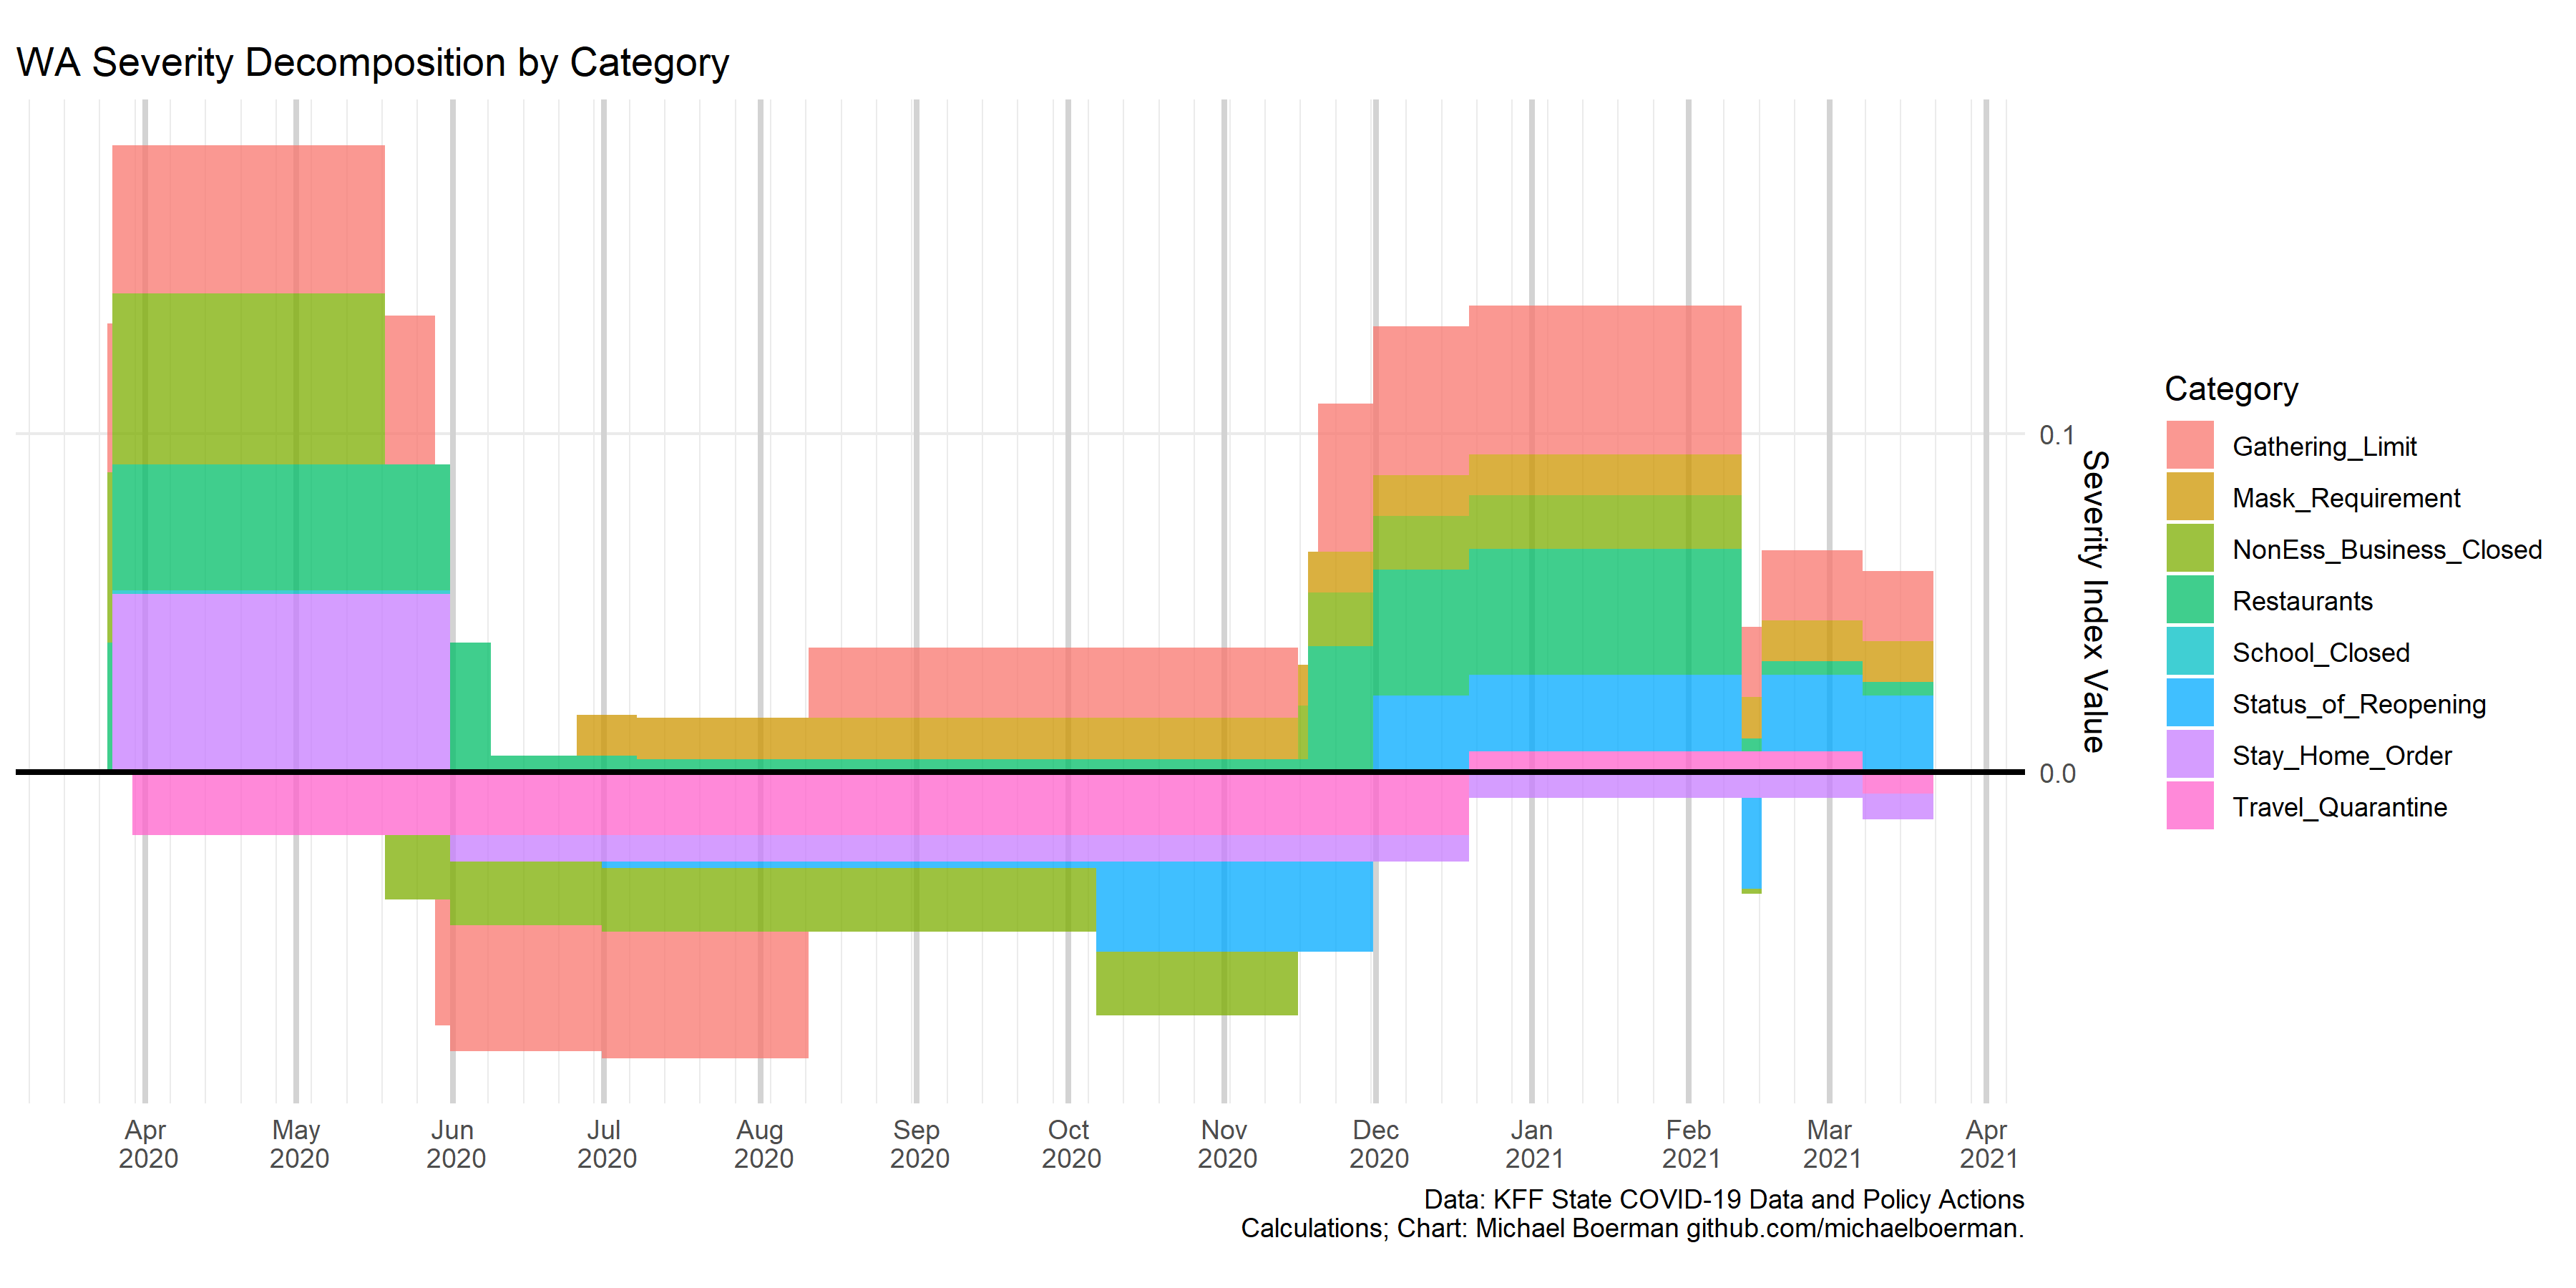 WA Severity Decomposition by Category
0.1
0.0
Severity Index Value
Category
Gathering_Limit
Mask_Requirement
NonEss_Business_Closed
Restaurants
School_Closed
Status_of_Reopening
Stay_Home_Order
Travel_Quarantine
Apr May Jun Jul Aug Sep Oct Nov Dec Jan Feb Mar Apr
2020 2020 2020 2020 2020 2020 2020 2020 2020 2021 2021 2021 2021
Data: KFF State COVID-19 Data and Policy Actions
Calculations; Chart: Michael Boerman github.com/michaelboerman.